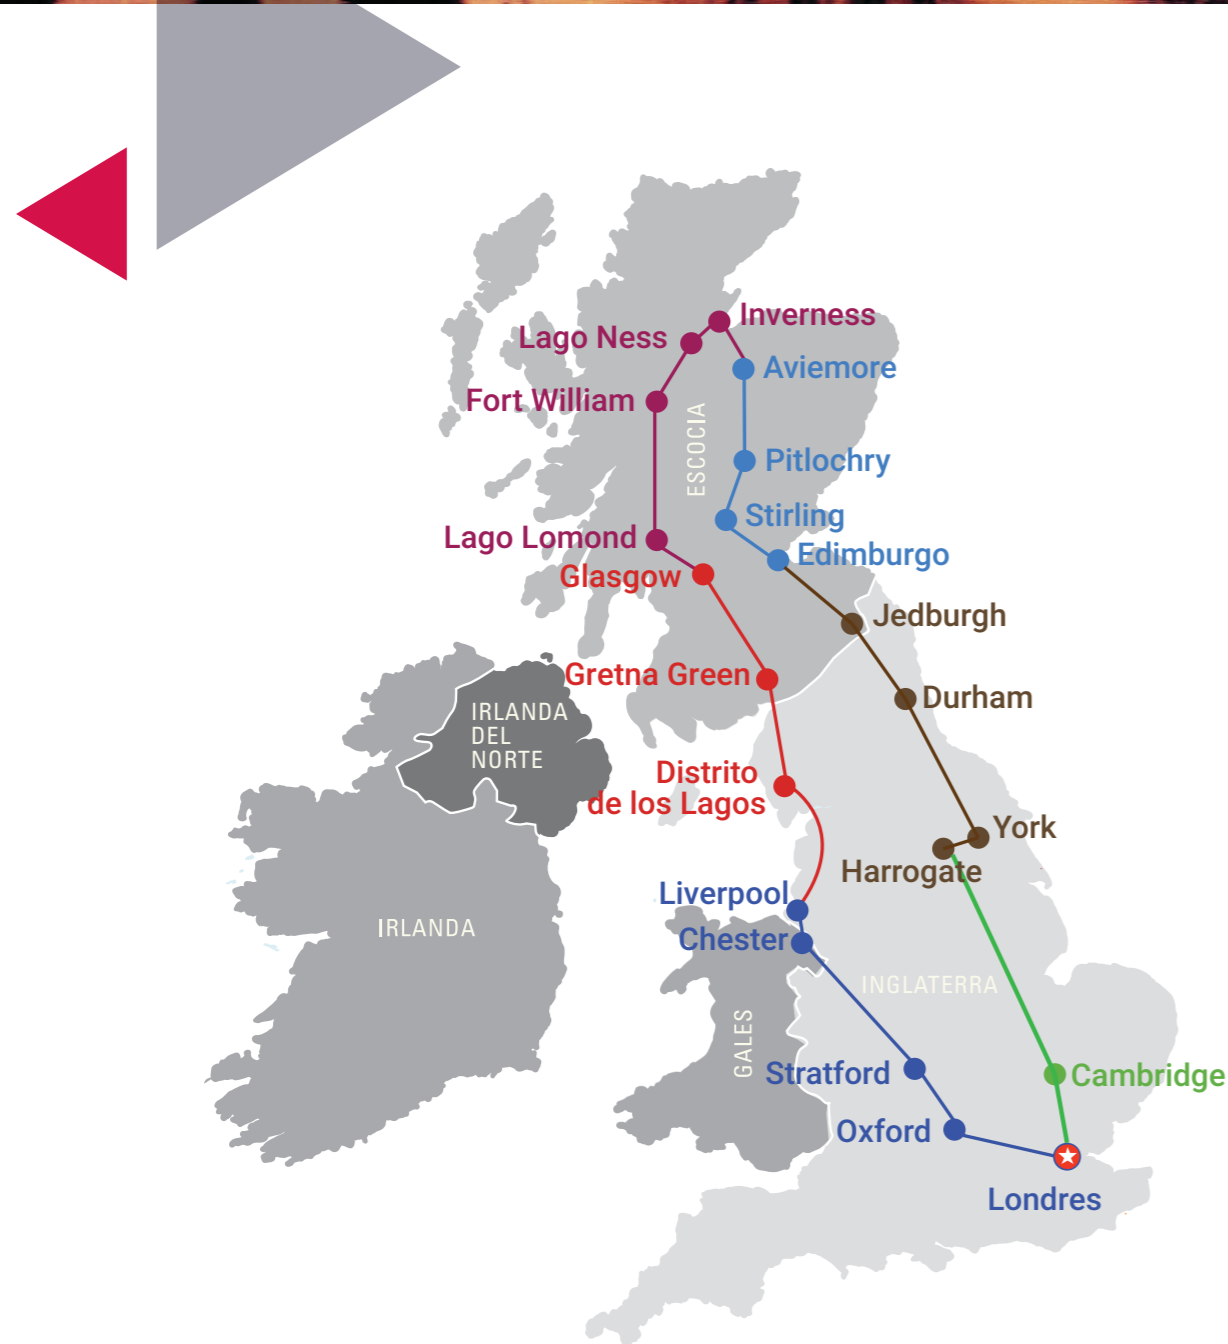 Inverness
Lago Ness
Aviemore
Fort William
ESCOCIA
Pitlochry
Stirling
Lago Lomond
Edimburgo
Glasgow
Jedburgh
Gretna Green
Durham
IRLANDA
DEL
NORTE
Distrito
de los Lagos
York
Harrogate
Liverpool
IRLANDA
Chester
INGLATERRA
GALES
Stratford
Cambridge
Oxford
Londres